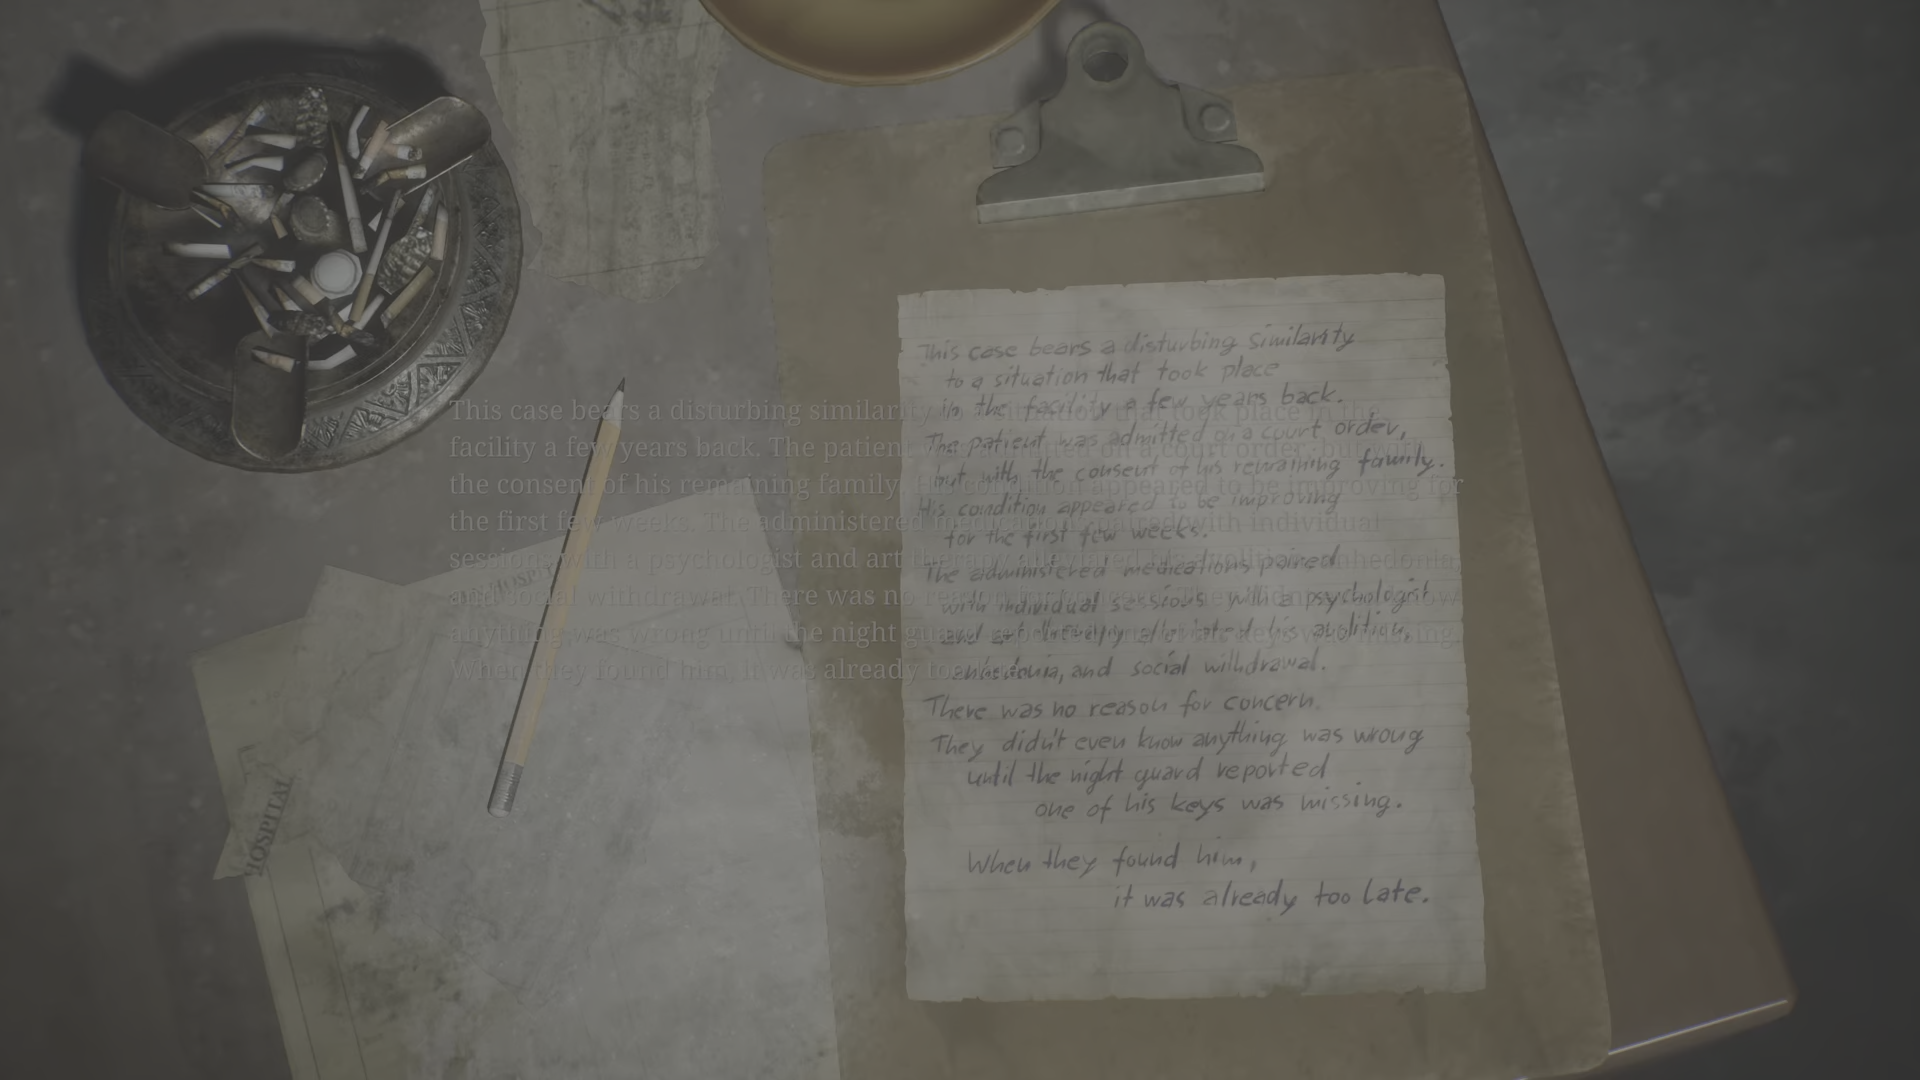 This case bears a disturbing similarity
to a situation that took place
in the facility a few years back.
The patient was admitted on a court order,
but with the consent of his remaining family.
His condition appeared to be improving
for the first few weeks.
The administered medications paired
with individual sessions with a psychologist
and art therapy alleviated his avolition,
anhedonia, and social withdrawal.
There was no reason for concern.
They didn't even know anything was wrong
until the night guard reported
one of his keys was missing.
When they found him,
it was already too late.
This case bears a disturbing similarity to a situation that took place in the
facility a few years back. The patient was admitted on a court order, but with
the consent of his remaining family. His condition appeared to be improving for
the first few weeks. The administered medications paired with individual
sessions with a psychologist and art therapy alleviated his avolition, anhedonia,
and social withdrawal. There was no reason for concern. They didn't even know
anything was wrong until the night guard reported one of his keys was missing.
When they found him, it was already too late.
HOSPITAL
HOSPITAL